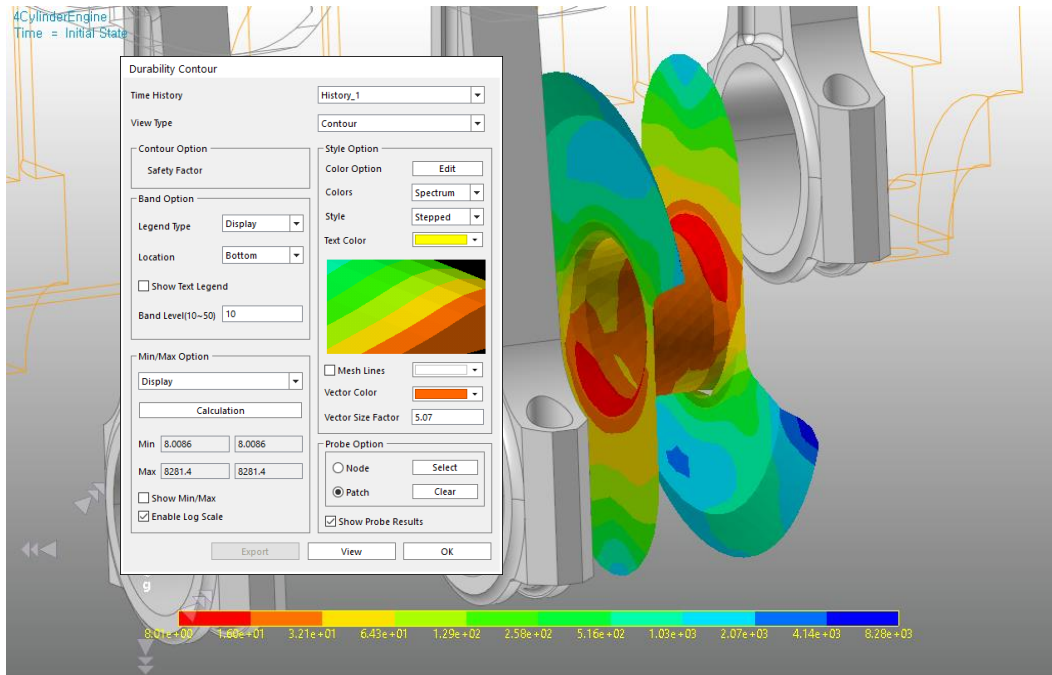 4CylinderEngine
Time = Initial State
Durability Contour
Time History
History_1
View Type
Contour
Contour Option
Safety Factor
Band Option
Legend Type
Display
Location
Bottom
Show Text Legend
Band Level(10~50)
10
Min/Max Option
Display
Calculation
Min
8.0086
8.0086
Max
8281.4
8281.4
Show Min/Max
Enable Log Scale
Style Option
Color Option
Edit
Colors
Spectrum
Style
Stepped
Text Color
Mesh Lines
Vector Color
Vector Size Factor
5.07
Probe Option
Node
Select
Patch
Clear
Show Probe Results
Export
View
OK
g
8.01e+00 1.60e+01 3.21e+01 6.43e+01 1.29e+02 2.58e+02 5.16e+02 1.03e+03 2.07e+03 4.14e+03 8.28e+03